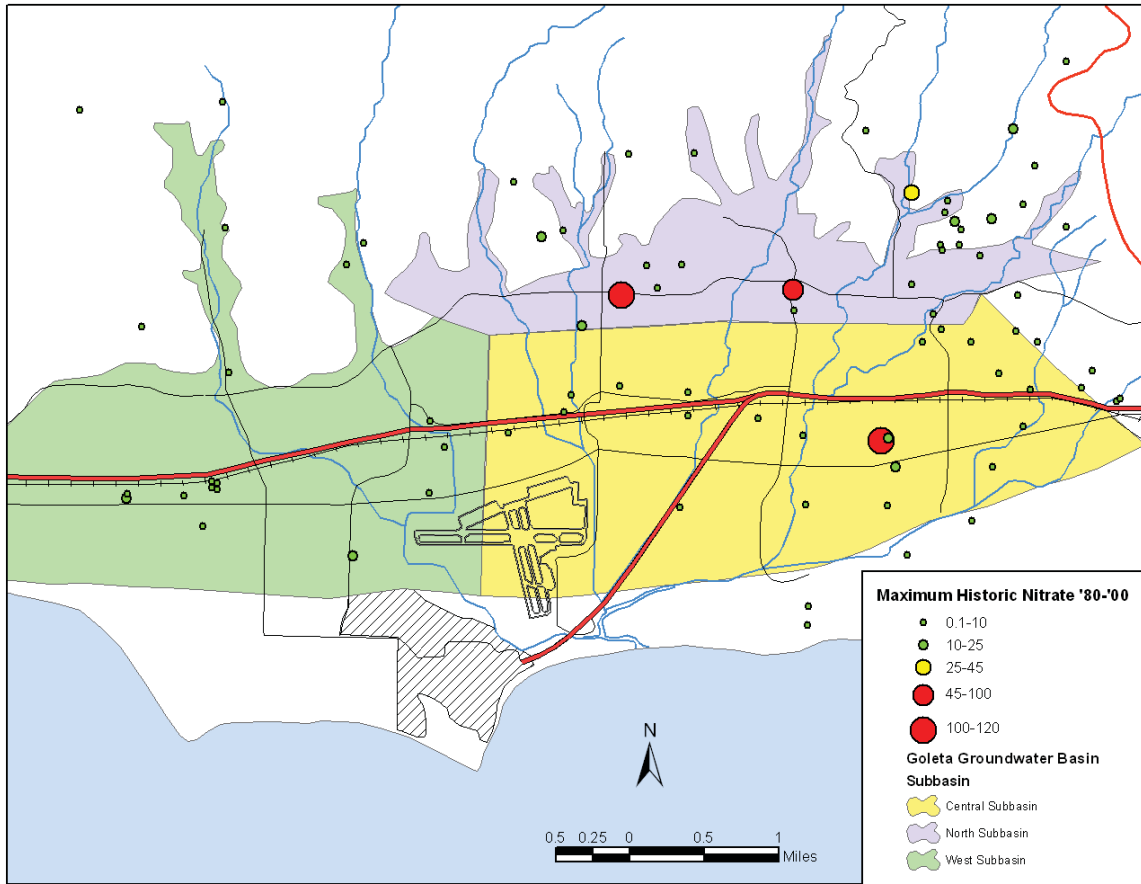 Maximum Historic Nitrate '80-'00
0.1-10
10-25
25-45
45-100
100-120
Goleta Groundwater Basin
Subbasin
Central Subbasin
North Subbasin
West Subbasin
N
0.5 0.25 0 0.5 1
Miles